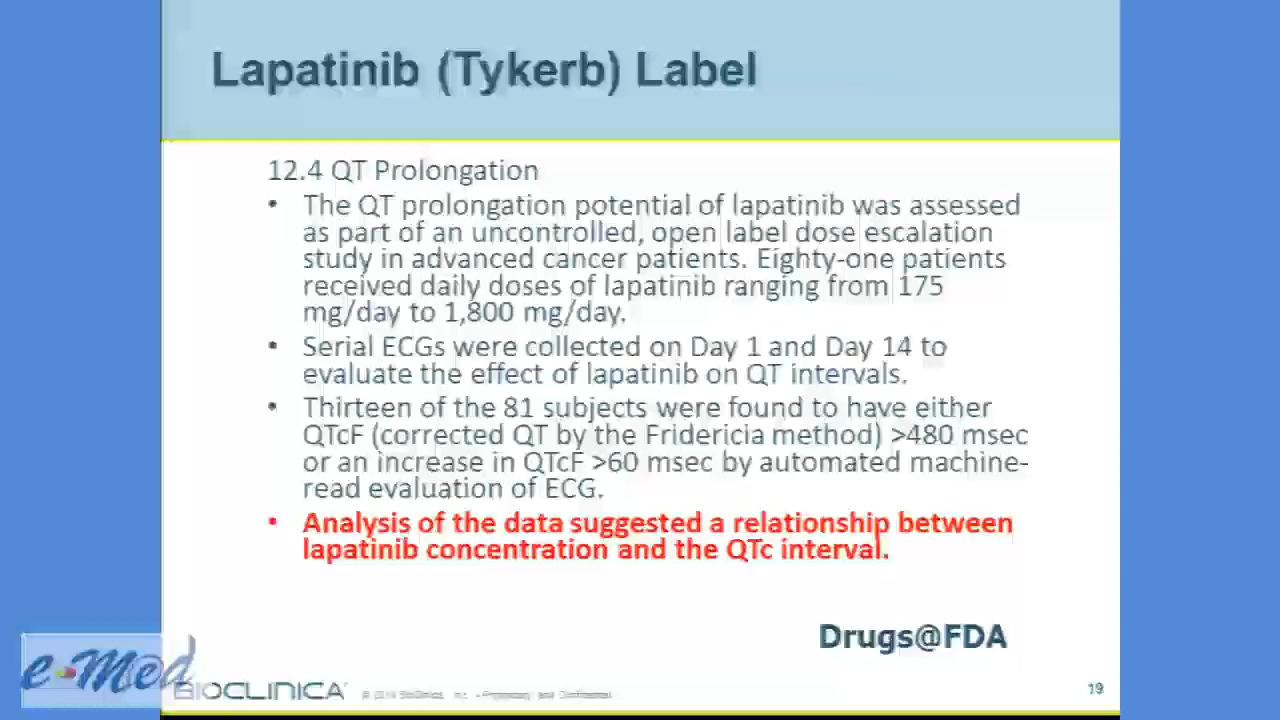 Lapatinib (Tykerb) Label
12.4 QT Prolongation
• The QT prolongation potential of lapatinib was assessed
as part of an uncontrolled, open label dose escalation
study in advanced cancer patients. Eighty-one patients
received daily doses of lapatinib ranging from 175
mg/day to 1,800 mg/day.
• Serial ECGs were collected on Day 1 and Day 14 to
evaluate the effect of lapatinib on QT intervals.
• Thirteen of the 81 subjects were found to have either
QTcF (corrected QT by the Fridericia method) >480 msec
or an increase in QTcF >60 msec by automated machine-
read evaluation of ECG.
• Analysis of the data suggested a relationship between
lapatinib concentration and the QTc interval.
Drugs@FDA
e-Med
BIOCLINICA
Proprietary and Confidential
19